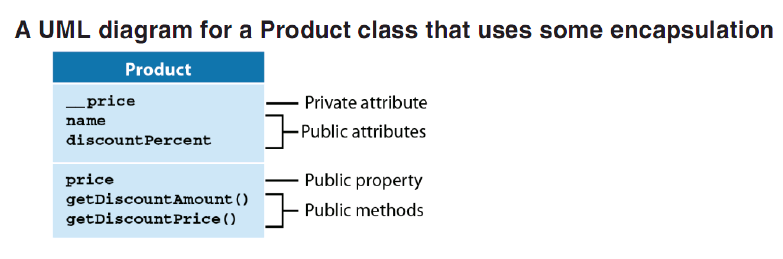 A UML diagram for a Product class that uses some encapsulation
Product
__price
name
discountPercent
Private attribute
Public attributes
price
getDiscountAmount()
getDiscountPrice()
Public property
Public methods